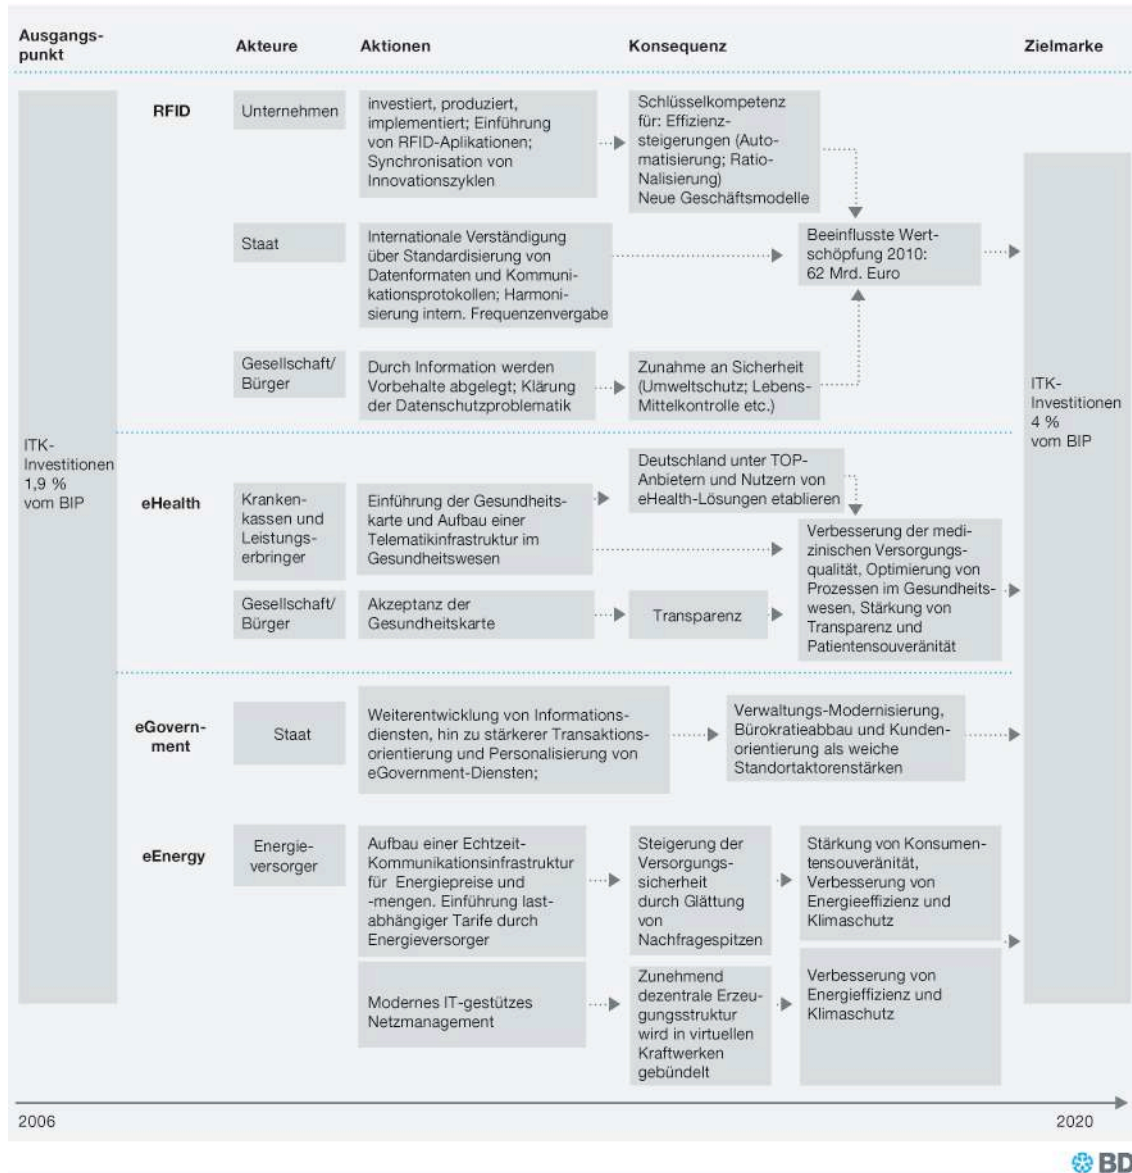 Ausgangs-
punkt
Akteure
Aktionen
Konsequenz
Zielmarke
ITK-
Investitionen
1,9 %
vom BIP
RFID
Unternehmen
investiert, produziert,
implementiert; Einführung
von RFID-Aplikationen;
Synchronisation von
Innovationszyklen
Schlüsselkompetenz
für: Effizienz-
steigerungen (Auto-
matisierung; Ratio-
Nalisierung)
Neue Geschäftsmodelle
Staat
Internationale Verständigung
über Standardisierung von
Datenformaten und Kommuni-
kationsprotokollen; Harmoni-
sierung intern. Frequenzenvergabe
Beeinflusste Wert-
schöpfung 2010:
62 Mrd. Euro
Gesellschaft/
Bürger
Durch Information werden
Vorbehalte abgelegt; Klärung
der Datenschutzproblematik
Zunahme an Sicherheit
(Umweltschutz; Lebens-
Mittelkontrolle etc.)
eHealth
Kranken-
kassen und
Leistungs-
erbringer
Einführung der Gesundheits-
karte und Aufbau einer
Telematikinfrastruktur im
Gesundheitswesen
Deutschland unter TOP-
Anbietern und Nutzern von
eHealth-Lösungen etablieren
Verbesserung der medi-
zinischen Versorgungs-
qualität, Optimierung von
Prozessen im Gesundheits-
wesen, Stärkung von
Transparenz und
Patientensouveränität
Gesellschaft/
Bürger
Akzeptanz der
Gesundheitskarte
Transparenz
eGovern-
ment
Staat
Weiterentwicklung von Informations-
diensten, hin zu stärkerer Transaktions-
orientierung und Personalisierung von
eGovernment-Diensten;
Verwaltungs-Modernisierung,
Bürokratieabbau und Kunden-
orientierung als weiche
Standortaktorenstärken
eEnergy
Energie-
versorger
Aufbau einer Echtzeit-
Kommunikationsinfrastruktur
für Energiepreise und
-mengen. Einführung last-
abhängiger Tarife durch
Energieversorger
Steigerung der
Versorgungs-
sicherheit
durch Glättung
von
Nachfragespitzen
Stärkung von Konsumen-
tensouveränität,
Verbesserung von
Energieeffizienz und
Klimaschutz
Modernes IT-gestützes
Netzmanagement
Zunehmend
dezentrale Erzeu-
gungsstruktur
wird in virtuellen
Kraftwerken
gebündelt
Verbesserung von
Energieffizienz und
Klimaschutz
ITK-
Investitionen
4 %
vom BIP
2006
2020
BD